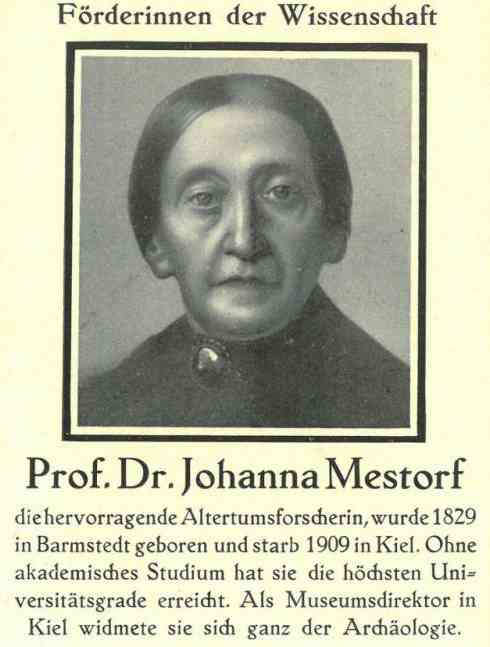 Förderinnen der Wissenschaft
Prof. Dr. Johanna Mestorf
die hervorragende Altertumsforscherin, wurde 1829
in Barmstedt geboren und starb 1909 in Kiel. Ohne
akademisches Studium hat sie die höchsten Uni-
versitätsgrade erreicht. Als Museumsdirektor in
Kiel widmete sie sich ganz der Archäologie.